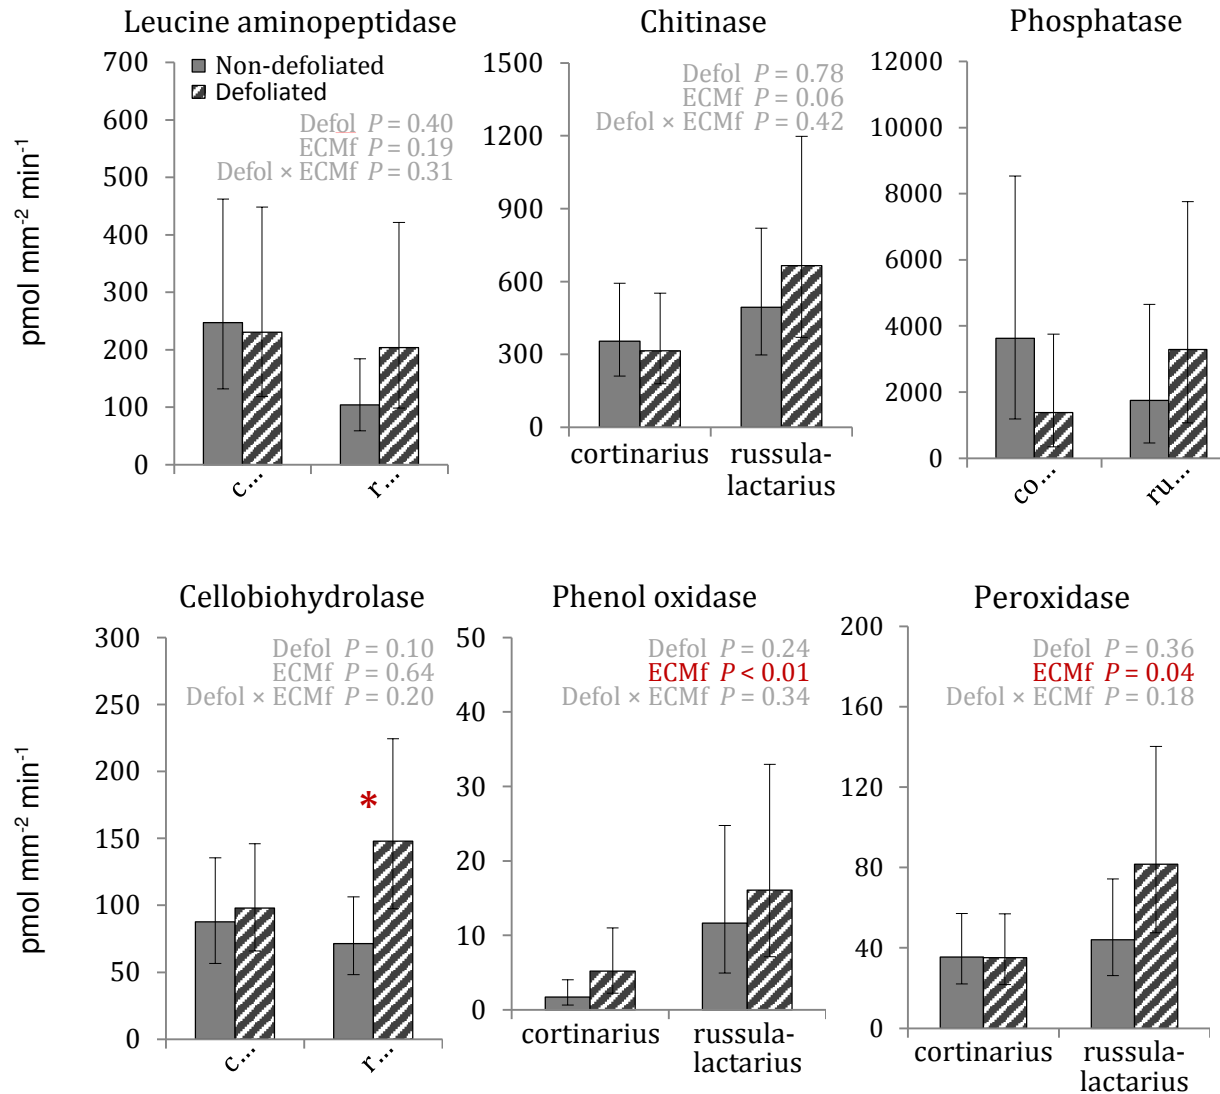 Leucine aminopeptidase
700
600
500
400
300
200
100
0
Non-defoliated
Defoliated
Defol P = 0.40
ECMf P = 0.19
Defol × ECMf P = 0.31
c...
r...
pmol mm-2 min-1
Chitinase
1500
1200
900
600
300
0
Defol P = 0.78
ECMf P = 0.06
Defol × ECMf P = 0.42
cortinarius
russula-
lactarius
Phosphatase
12000
10000
8000
6000
4000
2000
0
co...
ru...
Cellobiohydrolase
300
250
200
150
100
50
0
Defol P = 0.10
ECMf P = 0.64
Defol × ECMf P = 0.20
*
c...
r...
pmol mm-2 min-1
Phenol oxidase
50
40
30
20
10
0
Defol P = 0.24
ECMf P < 0.01
Defol × ECMf P = 0.34
cortinarius
russula-
lactarius
Peroxidase
200
160
120
80
40
0
Defol P = 0.36
ECMf P = 0.04
Defol × ECMf P = 0.18
cortinarius
russula-
lactarius